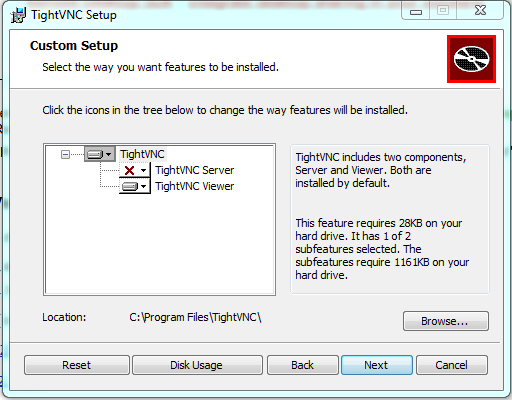 TightVNC Setup
Custom Setup
Select the way you want features to be installed.
Click the icons in the tree below to change the way features will be installed.
TightVNC
TightVNC Server
TightVNC Viewer
TightVNC includes two components,
Server and Viewer. Both are
installed by default.
This feature requires 28KB on your
hard drive. It has 1 of 2
subfeatures selected. The
subfeatures require 1161KB on your
hard drive.
Location:
C:\Program Files\TightVNC\
Browse...
Reset
Disk Usage
Back
Next
Cancel